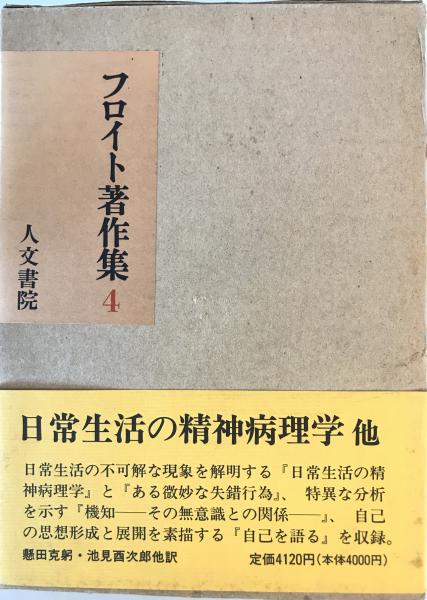 フロイト著作集4
人文書院
日常生活の精神病理学 他
日常生活の不可解な現象を解明する『日常生活の精
神病理学』と『ある微妙な失錯行為』、特異な分析
を示す『機知――その無意識との関係――』、自己
の思想形成と展開を素描する『自己を語る』を収録。
懸田克躬・池見酉次郎他訳 定価4120円(本体4000円)